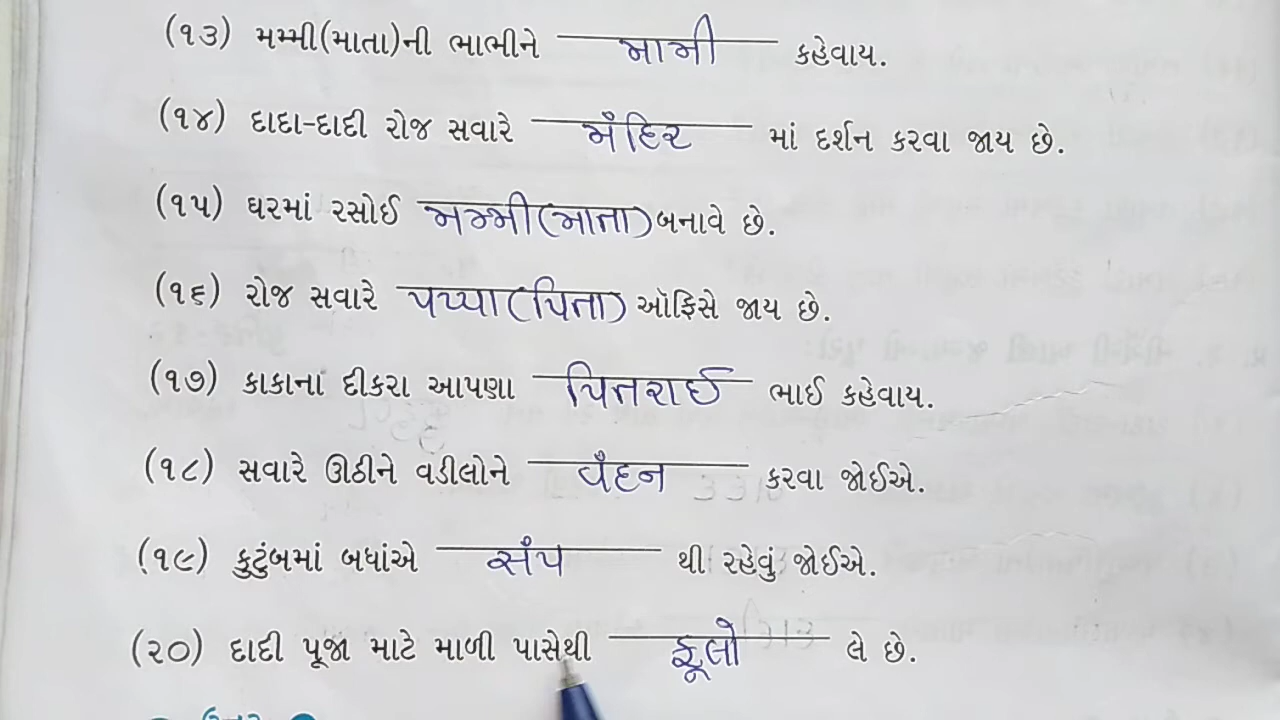 (૧૩) મમ્મી(માતા)ની ભાભીને મામી કહેવાય.
(૧૪) દાદા-દાદી રોજ સવારે મંદિર માં દર્શન કરવા જાય છે.
(૧૫) ઘરમાં રસોઈ મમ્મી(માતા) બનાવે છે.
(૧૬) રોજ સવારે પપ્પા(પિતા) ઑફિસે જાય છે.
(૧૭) કાકાના દીકરા આપણા પિતરાઈ ભાઈ કહેવાય.
(૧૮) સવારે ઊઠીને વડીલોને વંદન કરવા જોઈએ.
(૧૯) કુટુંબમાં બધાંએ સંપ થી રહેવું જોઈએ.
(૨૦) દાદી પૂજા માટે માળી પાસેથી ફૂલો લે છે.